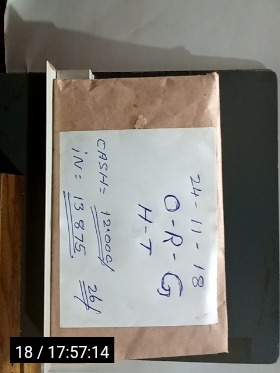 24-11-18
O-R-G
H-T
CASH = 12.000/
iN = 13875
26/
18 / 17:57:14